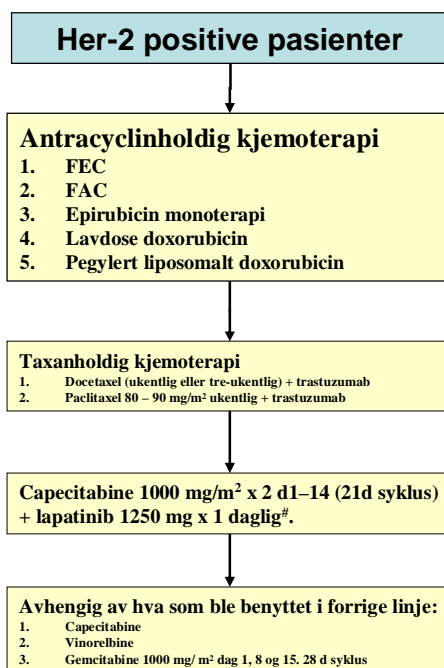 Her-2 positive pasienter
Antracyclinholdig kjemoterapi
1. FEC
2. FAC
3. Epirubicin monoterapi
4. Lavdose doxorubicin
5. Pegylert liposomalt doxorubicin
Taxanholdig kjemoterapi
1. Docetaxel (ukentlig eller tre-ukentlig) + trastuzumab
2. Paclitaxel 80 – 90 mg/m² ukentlig + trastuzumab
Capecitabine 1000 mg/m² x 2 d1–14 (21d syklus)
+ lapatinib 1250 mg x 1 daglig#.
Avhengig av hva som ble benyttet i forrige linje:
1. Capecitabine
2. Vinorelbine
3. Gemcitabine 1000 mg/ m² dag 1, 8 og 15. 28 d syklus